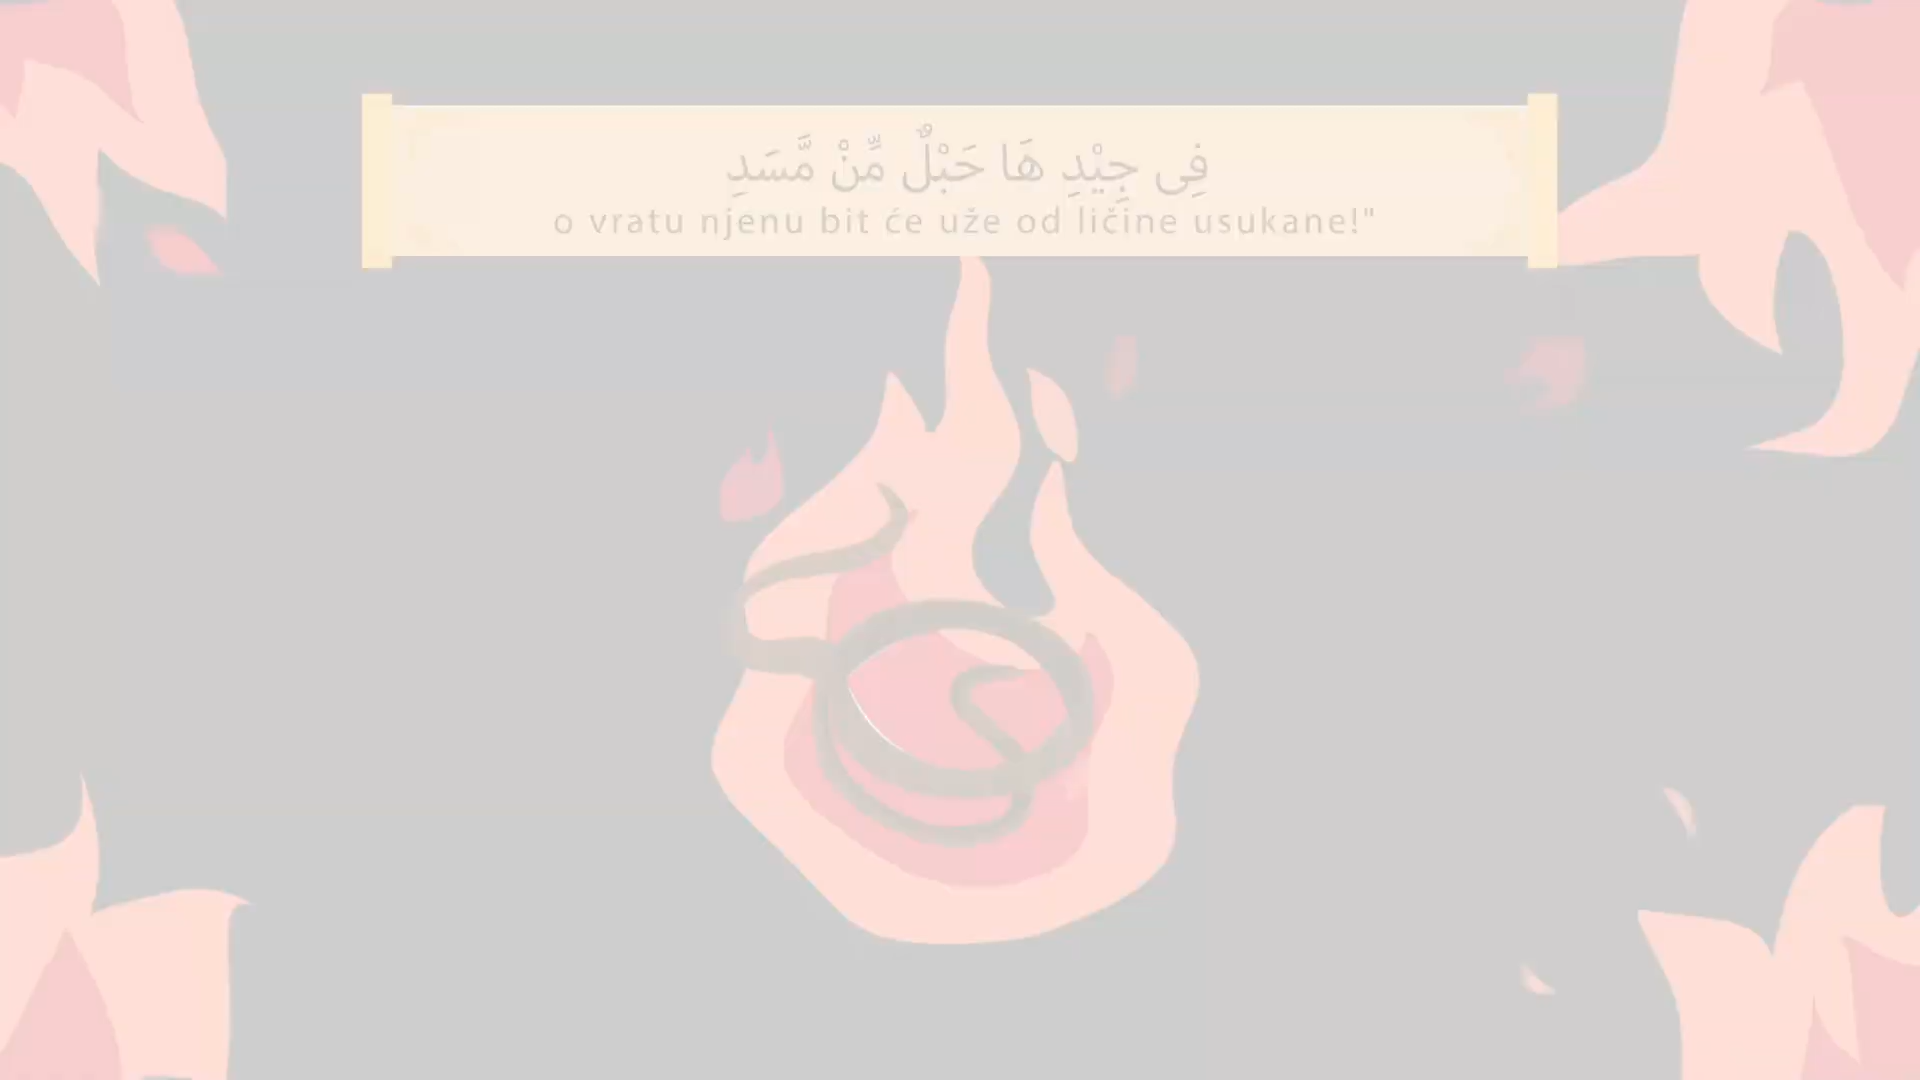 فِى جِيْدِ هَا حَبْلٌ مِّنْ مَّسَدِ
o vratu njenu bit će uže od ličine usukane!"